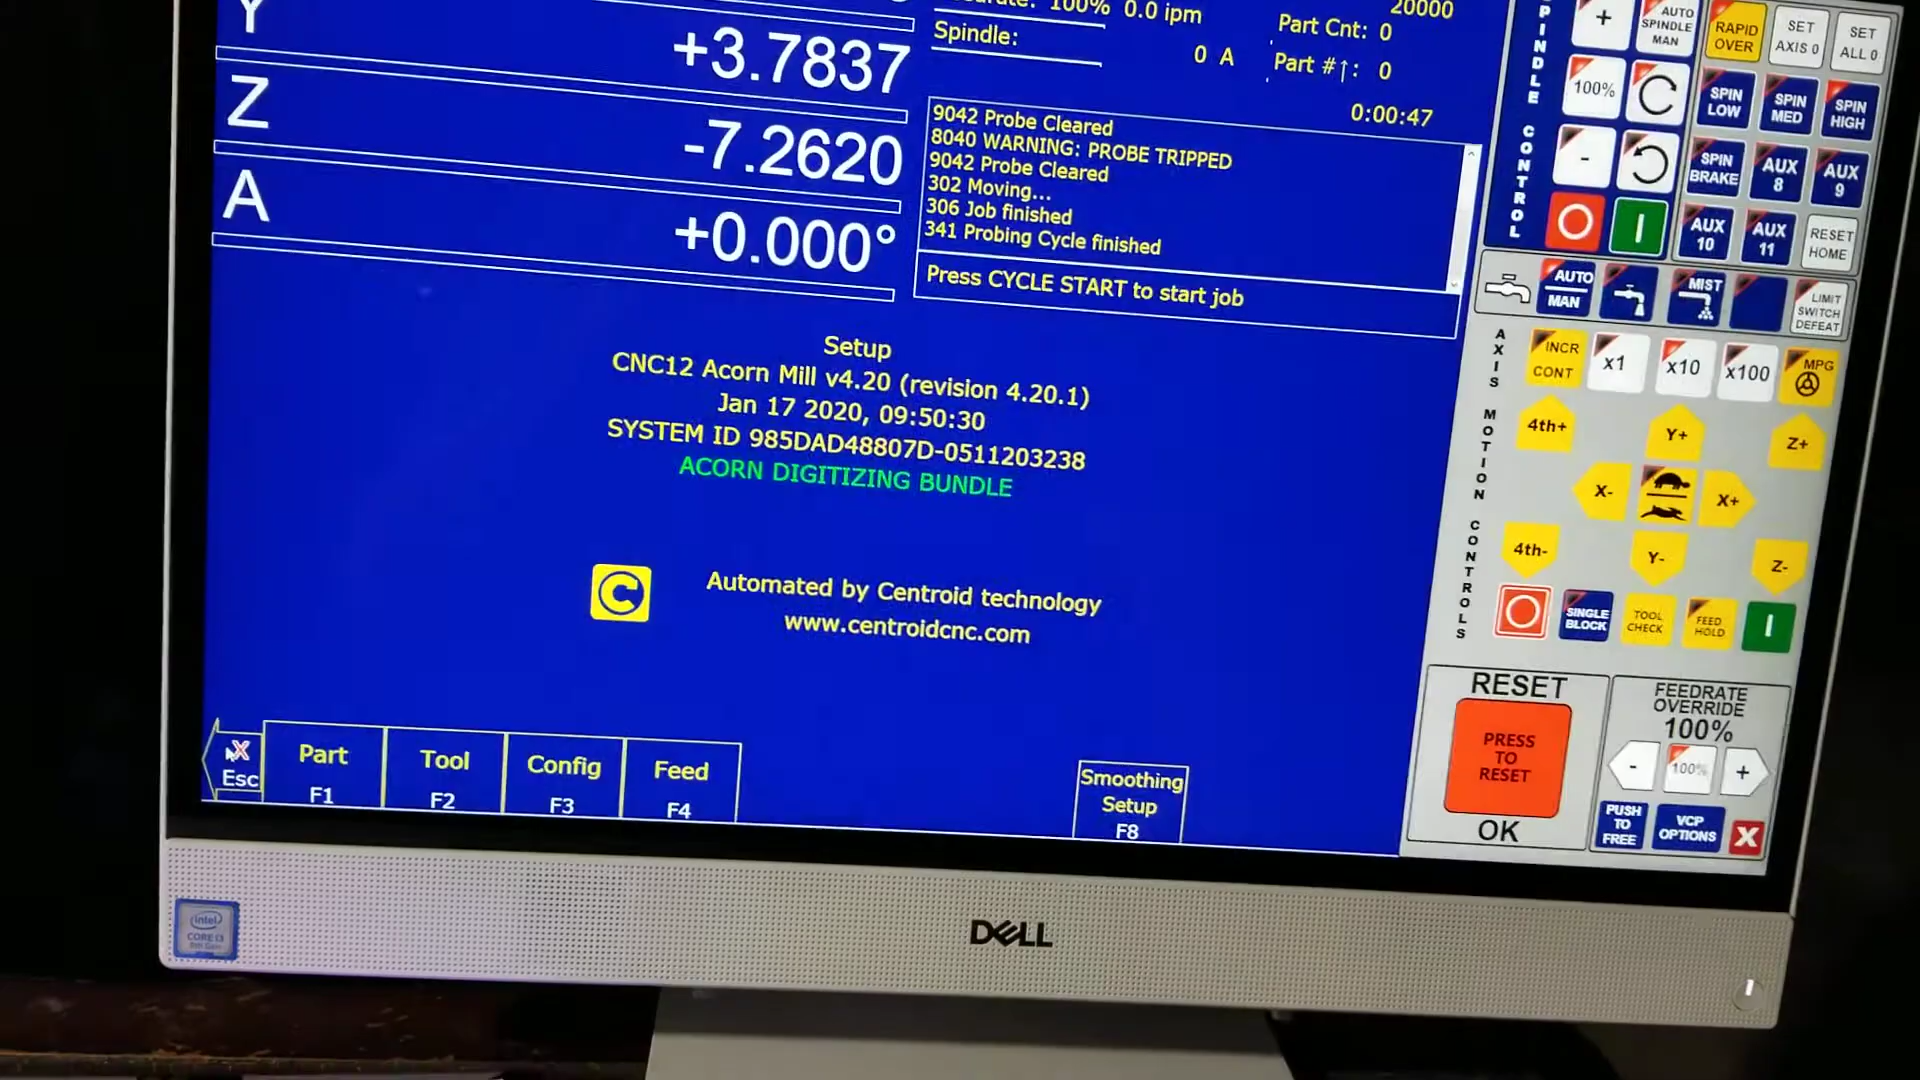 Y
+3.7837
Z
-7.2620
A
+0.000°
100% 0.0 ipm
Spindle:
0 A
20000
Part Cnt: 0
Part #↑: 0
0:00:47
9042 Probe Cleared
8040 WARNING: PROBE TRIPPED
9042 Probe Cleared
302 Moving...
306 Job finished
341 Probing Cycle finished
Press CYCLE START to start job
Setup
CNC12 Acorn Mill v4.20 (revision 4.20.1)
Jan 17 2020, 09:50:30
SYSTEM ID 985DAD48807D-0511203238
ACORN DIGITIZING BUNDLE
C
Automated by Centroid technology
www.centroidcnc.com
X
Esc
Part
F1
Tool
F2
Config
F3
Feed
F4
Smoothing
Setup
F8
SPINDLE CONTROL
+
AUTO
SPINDLE
MAN
100%
-
RAPID
OVER
SET
AXIS 0
SET
ALL 0
SPIN
LOW
SPIN
MED
SPIN
HIGH
SPIN
BRAKE
AUX
8
AUX
9
AUX
10
AUX
11
RESET
HOME
AUTO
MAN
MIST
LIMIT
SWITCH
DEFEAT
AXIS MOTION CONTROLS
INCR
CONT
x1
x10
x100
MPG
4th+
Y+
Z+
X-
X+
4th-
Y-
Z-
SINGLE
BLOCK
TOOL
CHECK
FEED
HOLD
RESET
PRESS
TO
RESET
OK
FEEDRATE
OVERRIDE
100%
-
100%
+
PUSH
TO
FREE
VCP
OPTIONS
X
intel
CORE i3
DELL